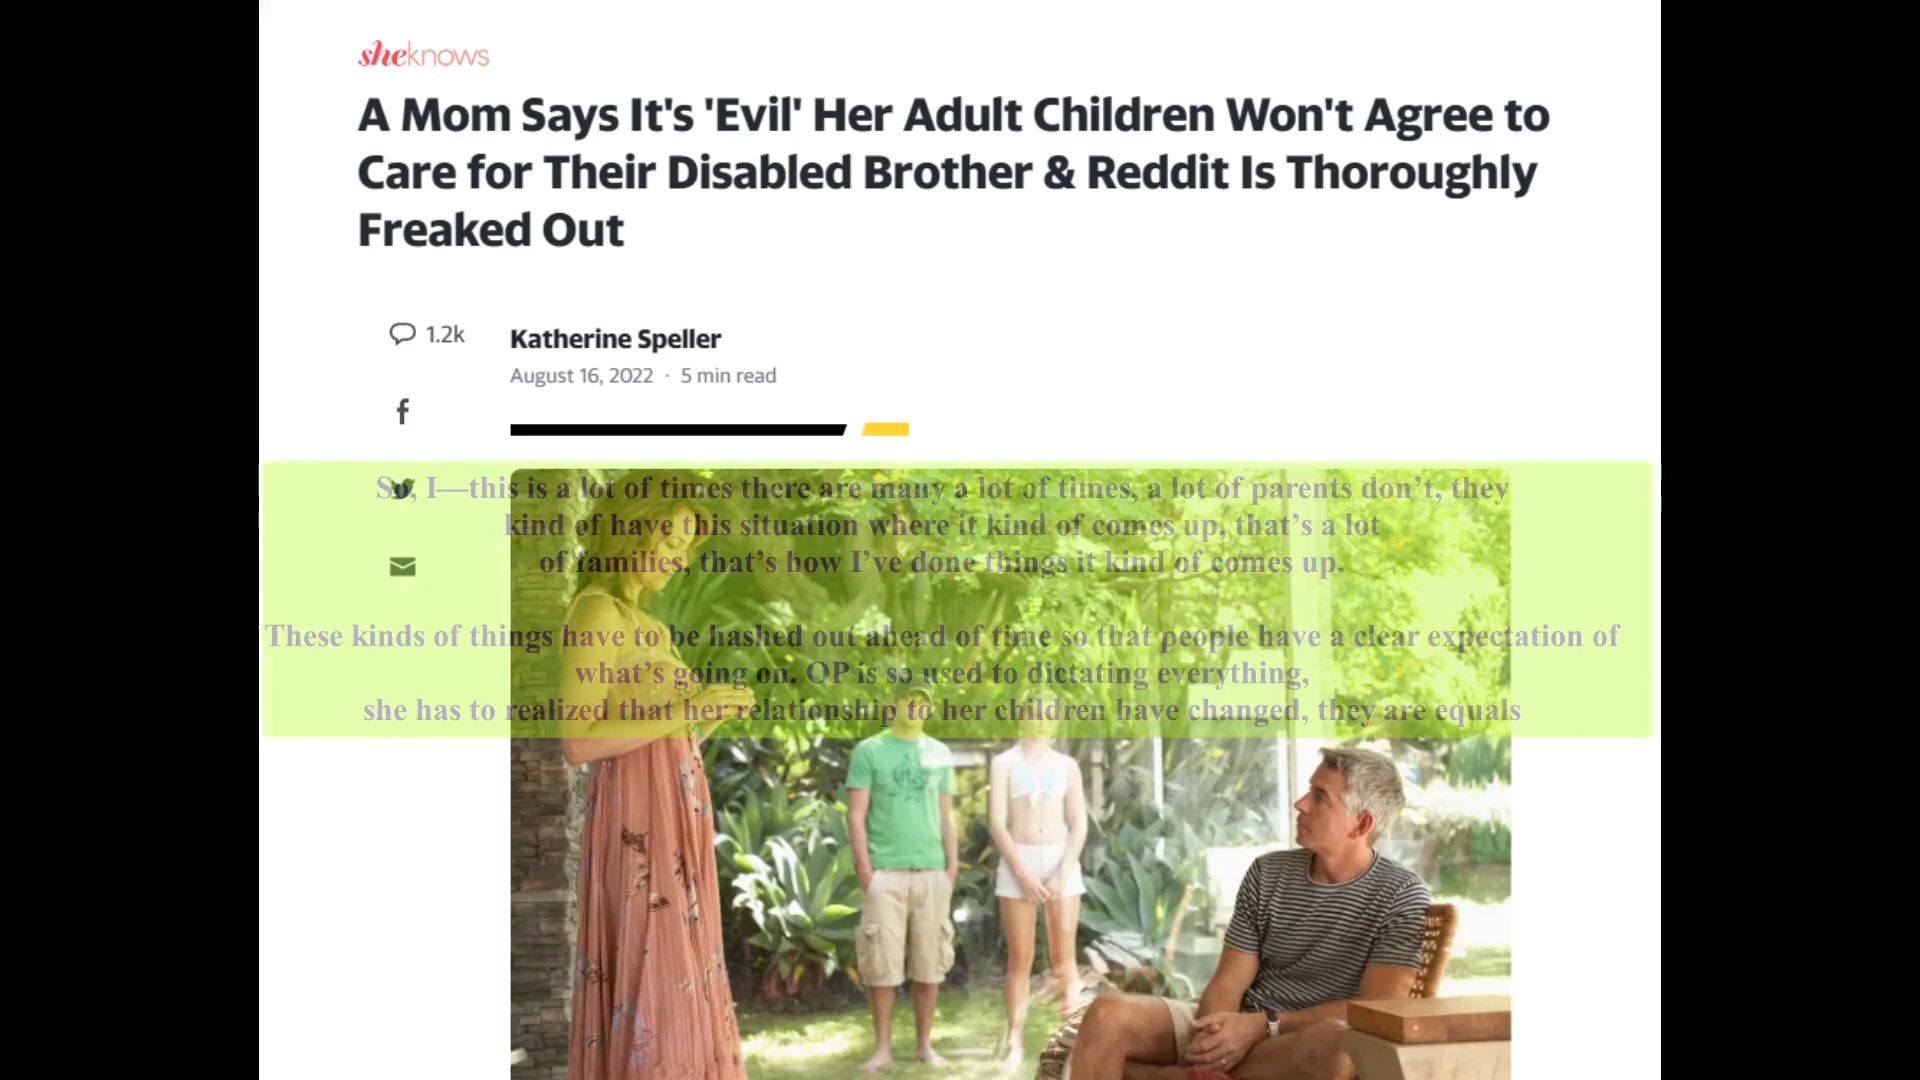 sheknows
A Mom Says It's 'Evil' Her Adult Children Won't Agree to
Care for Their Disabled Brother & Reddit Is Thoroughly
Freaked Out
1.2k
Katherine Speller
August 16, 2022 · 5 min read
So, I—this is a lot of times there are many a lot of times, a lot of parents don’t, they
kind of have this situation where it kind of comes up, that’s a lot
of families, that’s how I’ve done things it kind of comes up.
These kinds of things have to be hashed out ahead of time so that people have a clear expectation of
what’s going on. OP is so used to dictating everything,
she has to realized that her relationship to her children have changed, they are equals